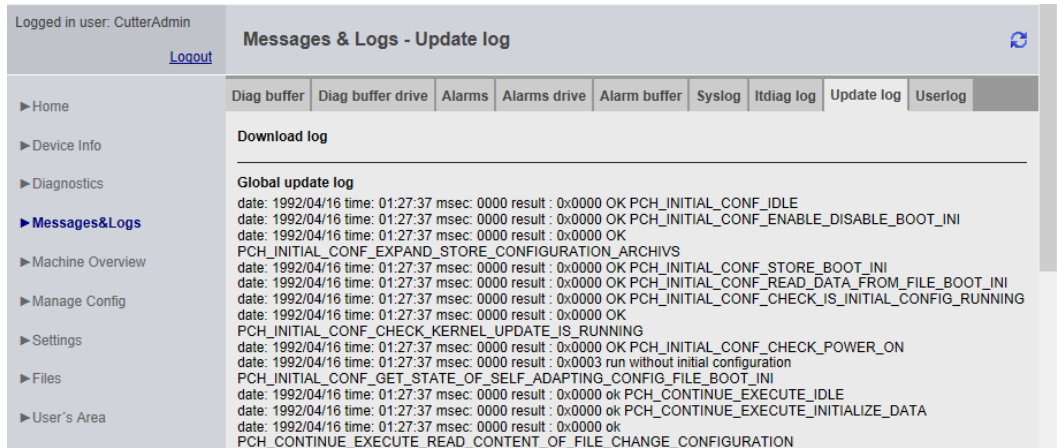 Logged in user: CutterAdmin
Logout
Messages & Logs - Update log
Diag buffer Diag buffer drive Alarms Alarms drive Alarm buffer Syslog Itdiag log Update log Userlog
►Home
►Device Info
►Diagnostics
►Messages&Logs
►Machine Overview
►Manage Config
►Settings
►Files
►User´s Area
Download log
Global update log
date: 1992/04/16 time: 01:27:37 msec: 0000 result : 0x0000 OK PCH_INITIAL_CONF_IDLE
date: 1992/04/16 time: 01:27:37 msec: 0000 result : 0x0000 OK PCH_INITIAL_CONF_ENABLE_DISABLE_BOOT_INI
date: 1992/04/16 time: 01:27:37 msec: 0000 result : 0x0000 OK
PCH_INITIAL_CONF_EXPAND_STORE_CONFIGURATION_ARCHIVS
date: 1992/04/16 time: 01:27:37 msec: 0000 result : 0x0000 OK PCH_INITIAL_CONF_STORE_BOOT_INI
date: 1992/04/16 time: 01:27:37 msec: 0000 result : 0x0000 OK PCH_INITIAL_CONF_READ_DATA_FROM_FILE_BOOT_INI
date: 1992/04/16 time: 01:27:37 msec: 0000 result : 0x0000 OK PCH_INITIAL_CONF_CHECK_IS_INITIAL_CONFIG_RUNNING
date: 1992/04/16 time: 01:27:37 msec: 0000 result : 0x0000 OK
PCH_INITIAL_CONF_CHECK_KERNEL_UPDATE_IS_RUNNING
date: 1992/04/16 time: 01:27:37 msec: 0000 result : 0x0000 OK PCH_INITIAL_CONF_CHECK_POWER_ON
date: 1992/04/16 time: 01:27:37 msec: 0000 result : 0x0003 run without initial configuration
PCH_INITIAL_CONF_GET_STATE_OF_SELF_ADAPTING_CONFIG_FILE_BOOT_INI
date: 1992/04/16 time: 01:27:37 msec: 0000 result : 0x0000 ok PCH_CONTINUE_EXECUTE_IDLE
date: 1992/04/16 time: 01:27:37 msec: 0000 result : 0x0000 ok PCH_CONTINUE_EXECUTE_INITIALIZE_DATA
date: 1992/04/16 time: 01:27:37 msec: 0000 result : 0x0000 ok
PCH_CONTINUE_EXECUTE_READ_CONTENT_OF_FILE_CHANGE_CONFIGURATION